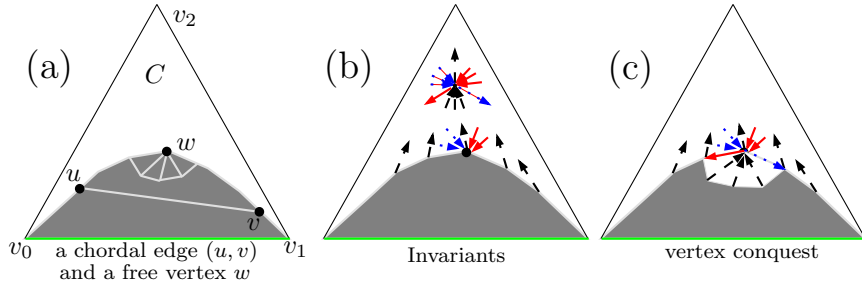 (a)
v2
C
w
u
v
v0
v1
a chordal edge (u, v)
and a free vertex w
(b)
Invariants
(c)
vertex conquest